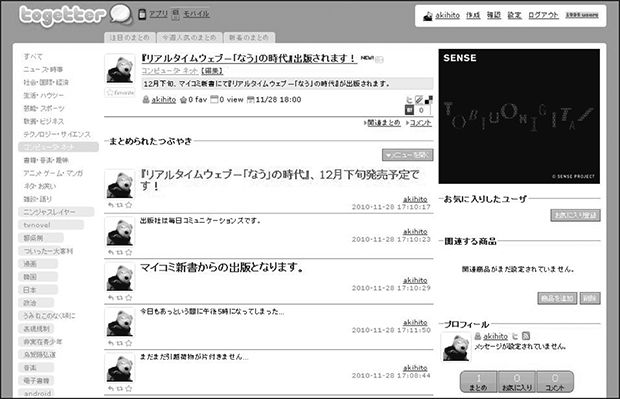 togetter
アプリ
モバイル
akihito 作成 確認 設定 ログアウト
注目のまとめ
今週人気のまとめ
新着のまとめ
すべて
ニュース・時事
社会・国際・経済
生活・ハウツー
芸能・スポーツ
軟派・ビジネス
テクノロジー・サイエンス
コンピュータ・ネット
書籍・音楽・趣味
アニメ・ゲーム・マンガ
ネタ・お笑い
雑談・語り
ニンジャスレイヤー
twnovel
都条例
ついったー大喜利
漫画
韓国
日本
政治
うみねこのなく頃に
表現規制
非実在青少年
烏賀陽弘道
音楽
電子書籍
android
『リアルタイムウェブ-「なう」の時代』出版されます!
NEW!
コンピュータ・ネット【編集】
12月下旬、マイコミ新書にて『リアルタイムウェブ-「なう」の時代』が出版されます。
favorite
akihito 0 fav 0 view 11/28 18:00
0
関連まとめ
コメント
まとめられたつぶやき
▼メニューを開く
『リアルタイムウェブ-「なう」の時代』、12月下旬発売予定です!
akihito
2010-11-28 17:10:17
出版社は毎日コミュニケーションズです。
akihito
2010-11-28 17:10:23
マイコミ新書からの出版となります。
akihito
2010-11-28 17:10:29
今日もあっという間に午後5時になってしまった…
akihito
2010-11-28 17:11:50
まだまだ引越荷物が片付きません…
akihito
2010-11-28 17:08:44
SENSE
TOBIUONIGITAI
© SENSE PROJECT
お気に入りしたユーザ
お気に入り登録
関連する商品
関連商品がまだ設定されていません。
商品を追加
削除
プロフィール
akihito
メッセージが設定されていません。
1
まとめ
0
お気に入り
0
コメント